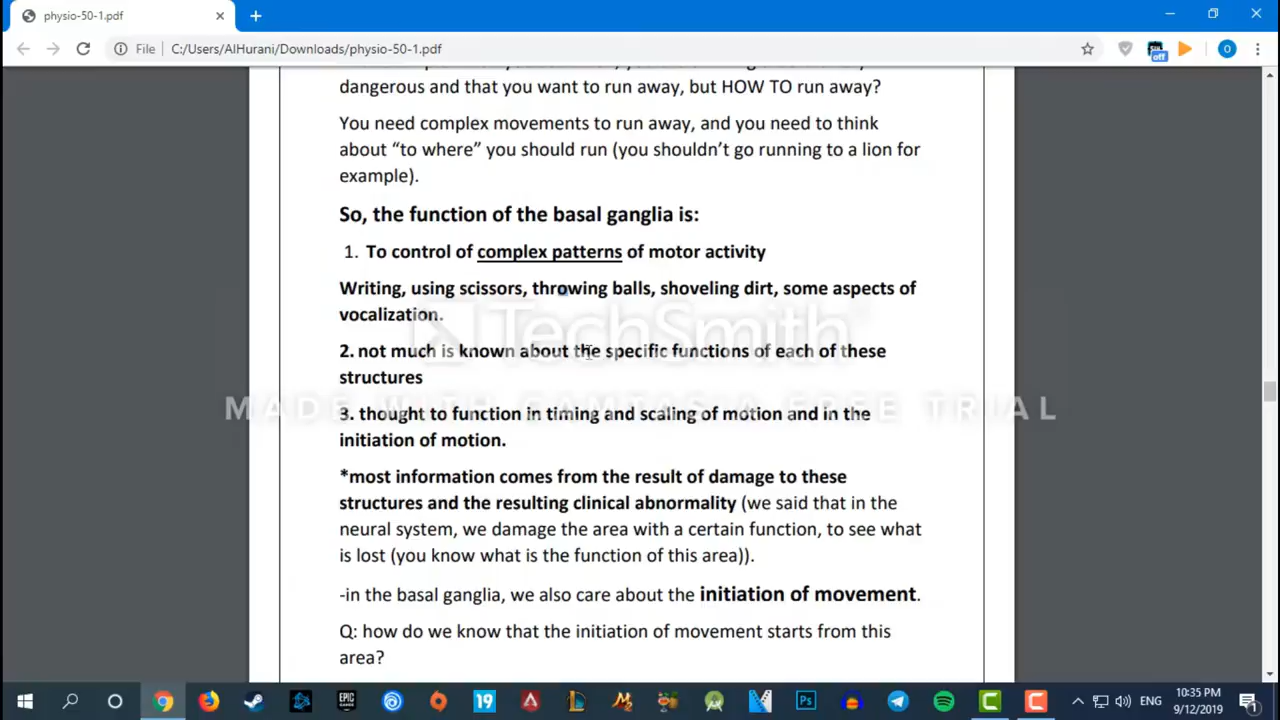 physio-50-1.pdf
File C:/Users/AlHurani/Downloads/physio-50-1.pdf
off
O
dangerous and that you want to run away, but HOW TO run away?
You need complex movements to run away, and you need to think
about “to where” you should run (you shouldn’t go running to a lion for
example).
So, the function of the basal ganglia is:
1. To control of complex patterns of motor activity
Writing, using scissors, throwing balls, shoveling dirt, some aspects of
vocalization.
TechSmith
2. not much is known about the specific functions of each of these
structures
MADE WITH CAMTASIA FREE TRIAL
3. thought to function in timing and scaling of motion and in the
initiation of motion.
*most information comes from the result of damage to these
structures and the resulting clinical abnormality (we said that in the
neural system, we damage the area with a certain function, to see what
is lost (you know what is the function of this area)).
-in the basal ganglia, we also care about the initiation of movement.
Q: how do we know that the initiation of movement starts from this
area?
EPIC
GAMES
19
Ps
ENG
10:35 PM
9/12/2019
1